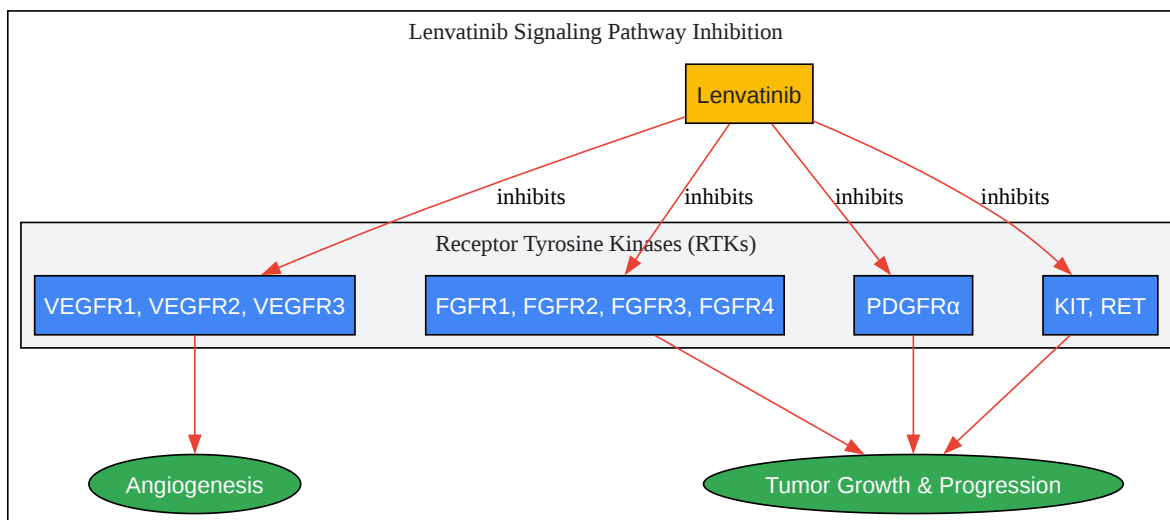 Lenvatinib Signaling Pathway Inhibition
Lenvatinib
inhibits
inhibits
inhibits
inhibits
Receptor Tyrosine Kinases (RTKs)
VEGFR1, VEGFR2, VEGFR3
FGFR1, FGFR2, FGFR3, FGFR4
PDGFRα
KIT, RET
Angiogenesis
Tumor Growth & Progression